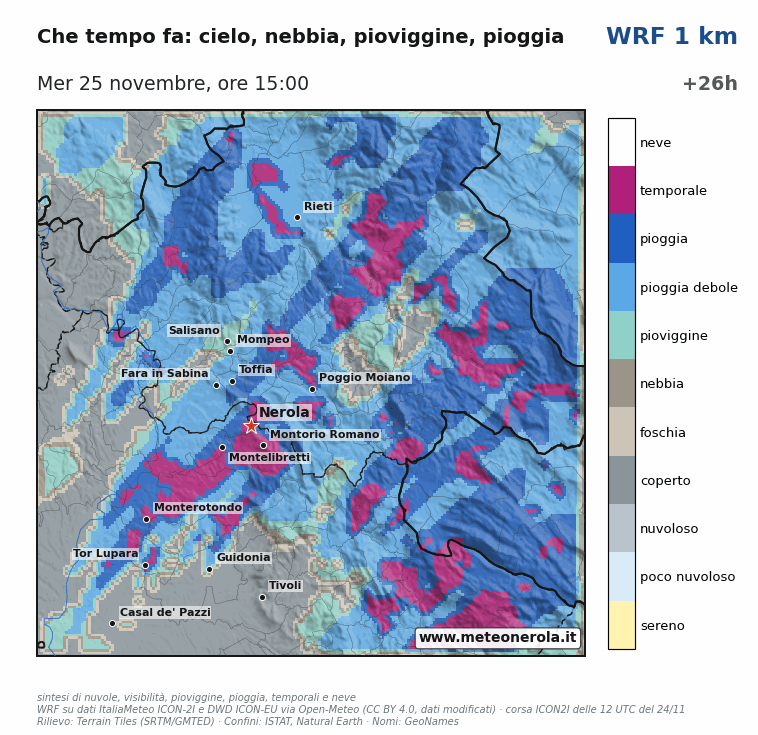 Che tempo fa: cielo, nebbia, pioviggine, pioggia
WRF 1 km
Mer 25 novembre, ore 15:00
+26h
neve
temporale
pioggia
pioggia debole
pioviggine
nebbia
foschia
coperto
nuvoloso
poco nuvoloso
sereno
Rieti
Salisano
Mompeo
Fara in Sabina
Toffia
Poggio Moiano
Nerola
Montorio Romano
Montelibretti
Monterotondo
Tor Lupara
Guidonia
Tivoli
Casal de' Pazzi
www.meteonerola.it
sintesi di nuvole, visibilità, pioviggine, pioggia, temporali e neve
WRF su dati ItaliaMeteo ICON-2I e DWD ICON-EU via Open-Meteo (CC BY 4.0, dati modificati) · corsa ICON2I delle 12 UTC del 24/11
Rilievo: Terrain Tiles (SRTM/GMTED) · Confini: ISTAT, Natural Earth · Nomi: GeoNames